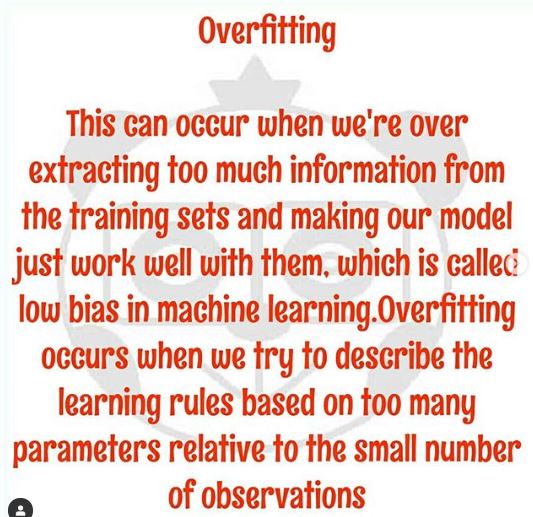 Overfitting
This can occur when we're over
extracting too much information from
the training sets and making our model
just work well with them, which is called
low bias in machine learning.Overfitting
occurs when we try to describe the
learning rules based on too many
parameters relative to the small number
of observations